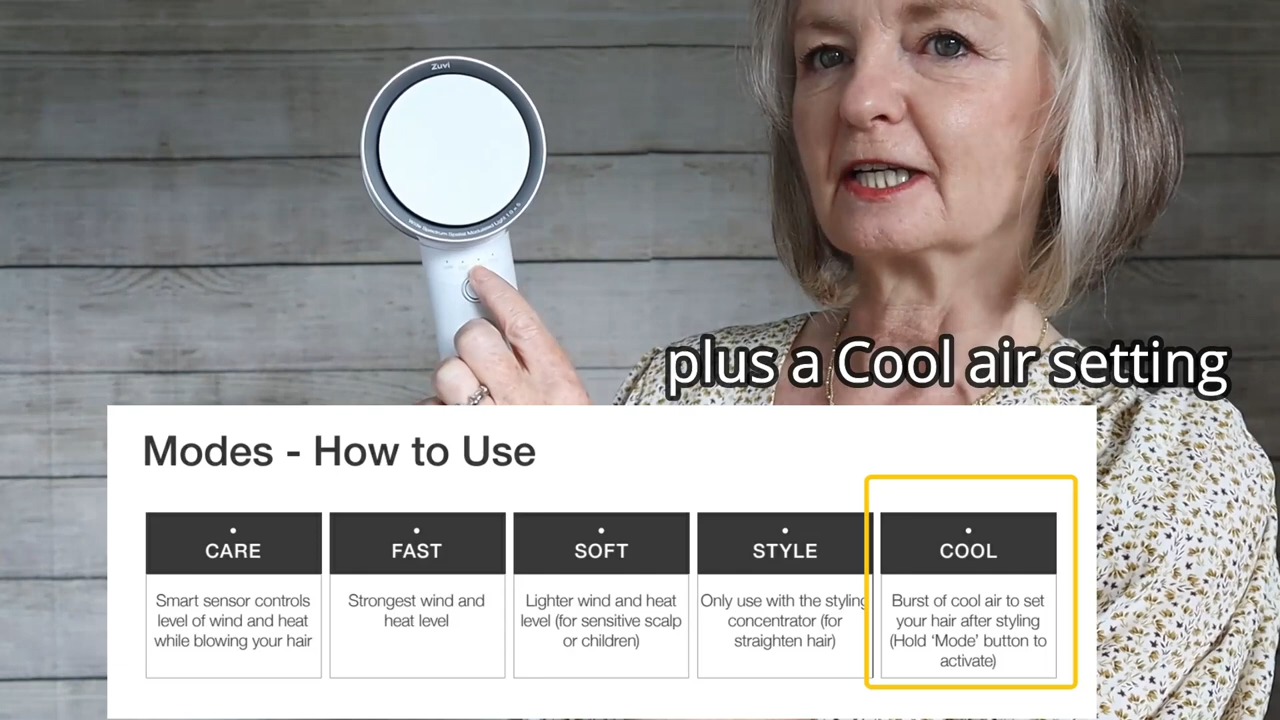 Zuvi
plus a Cool air setting
Modes - How to Use
CARE
Smart sensor controls
level of wind and heat
while blowing your hair
FAST
Strongest wind and
heat level
SOFT
Lighter wind and heat
level (for sensitive scalp
or children)
STYLE
Only use with the styling
concentrator (for
straighten hair)
COOL
Burst of cool air to set
your hair after styling
(Hold ‘Mode’ button to
activate)